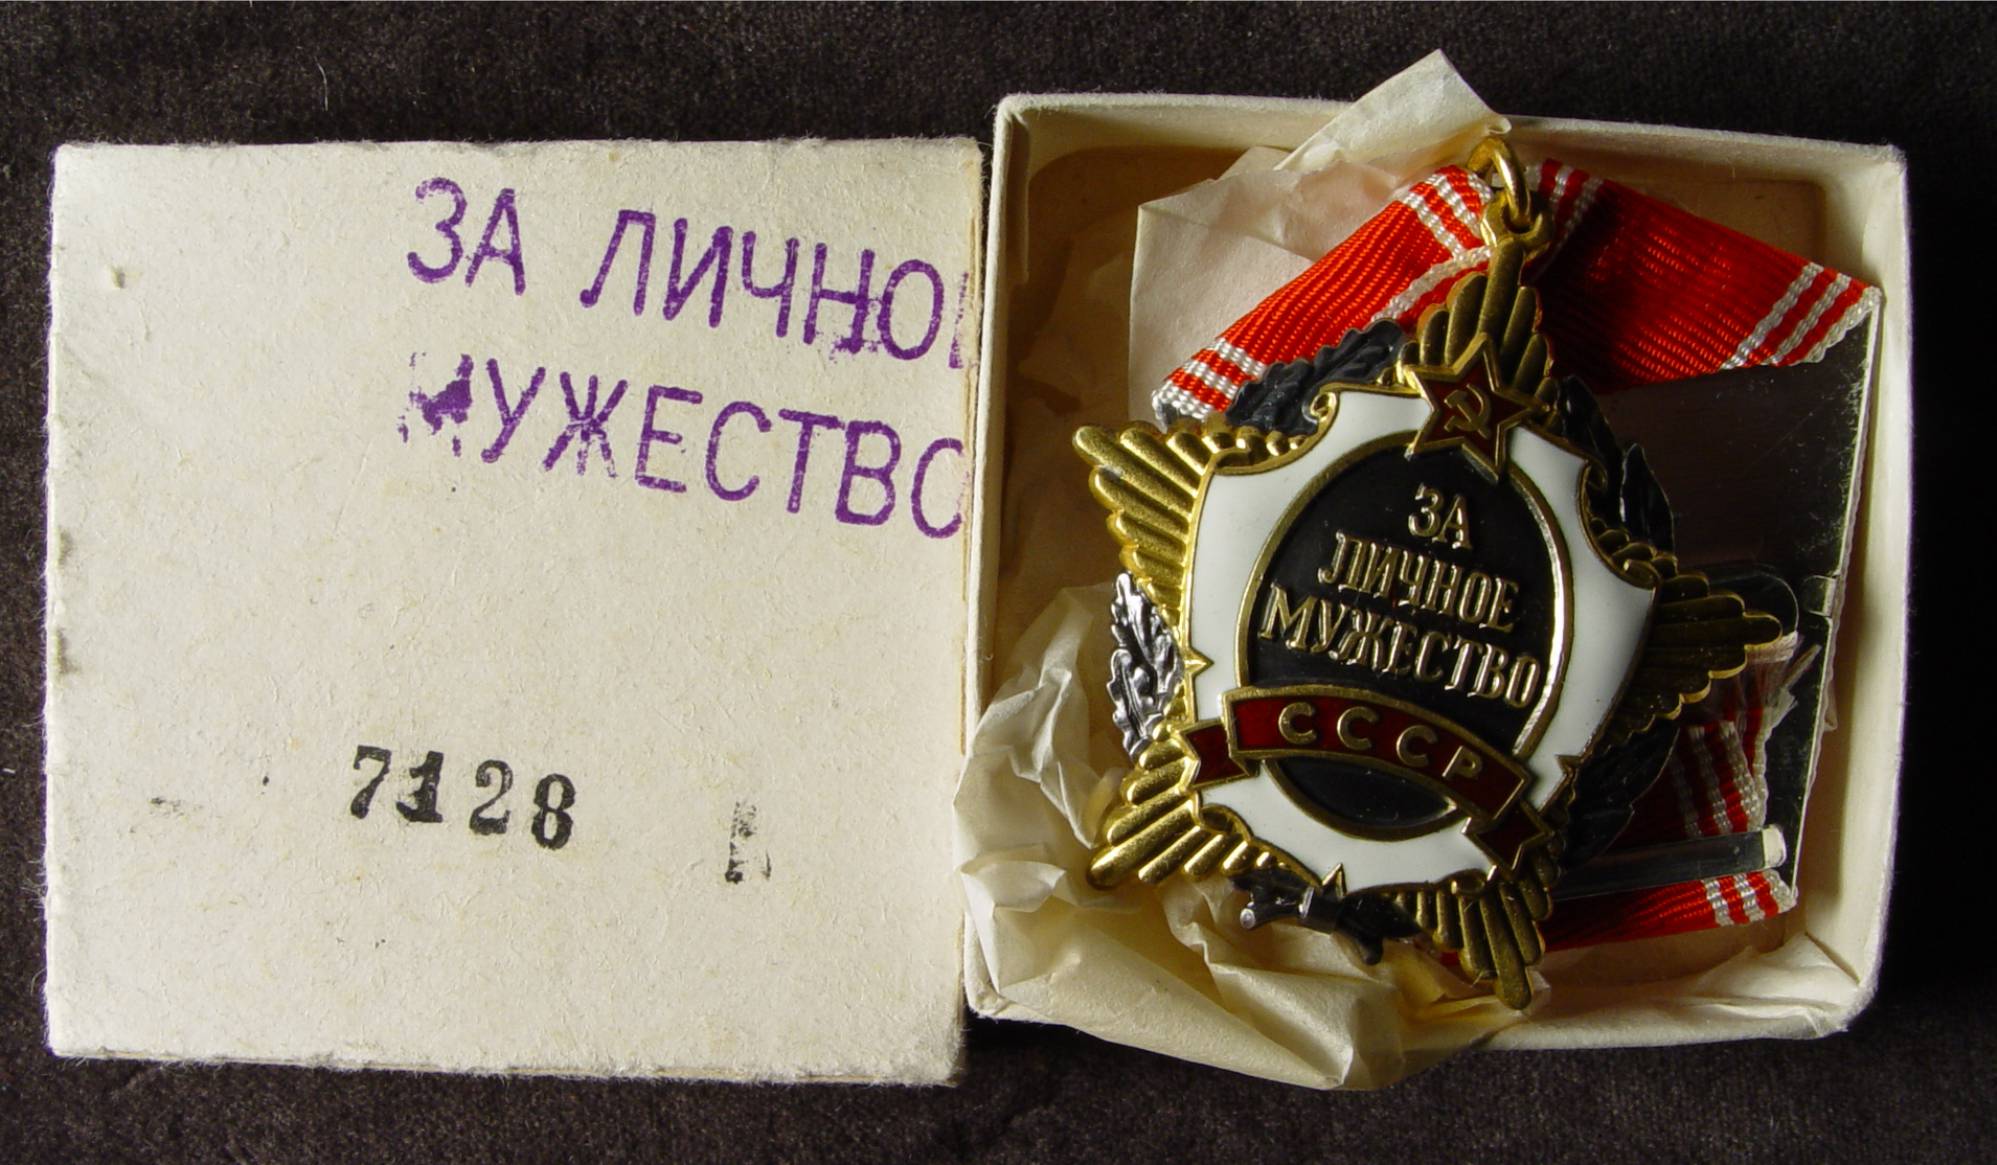 ЗА ЛИЧНОЕ
МУЖЕСТВО
7128
ЗА
ЛИЧНОЕ
МУЖЕСТВО
СССР